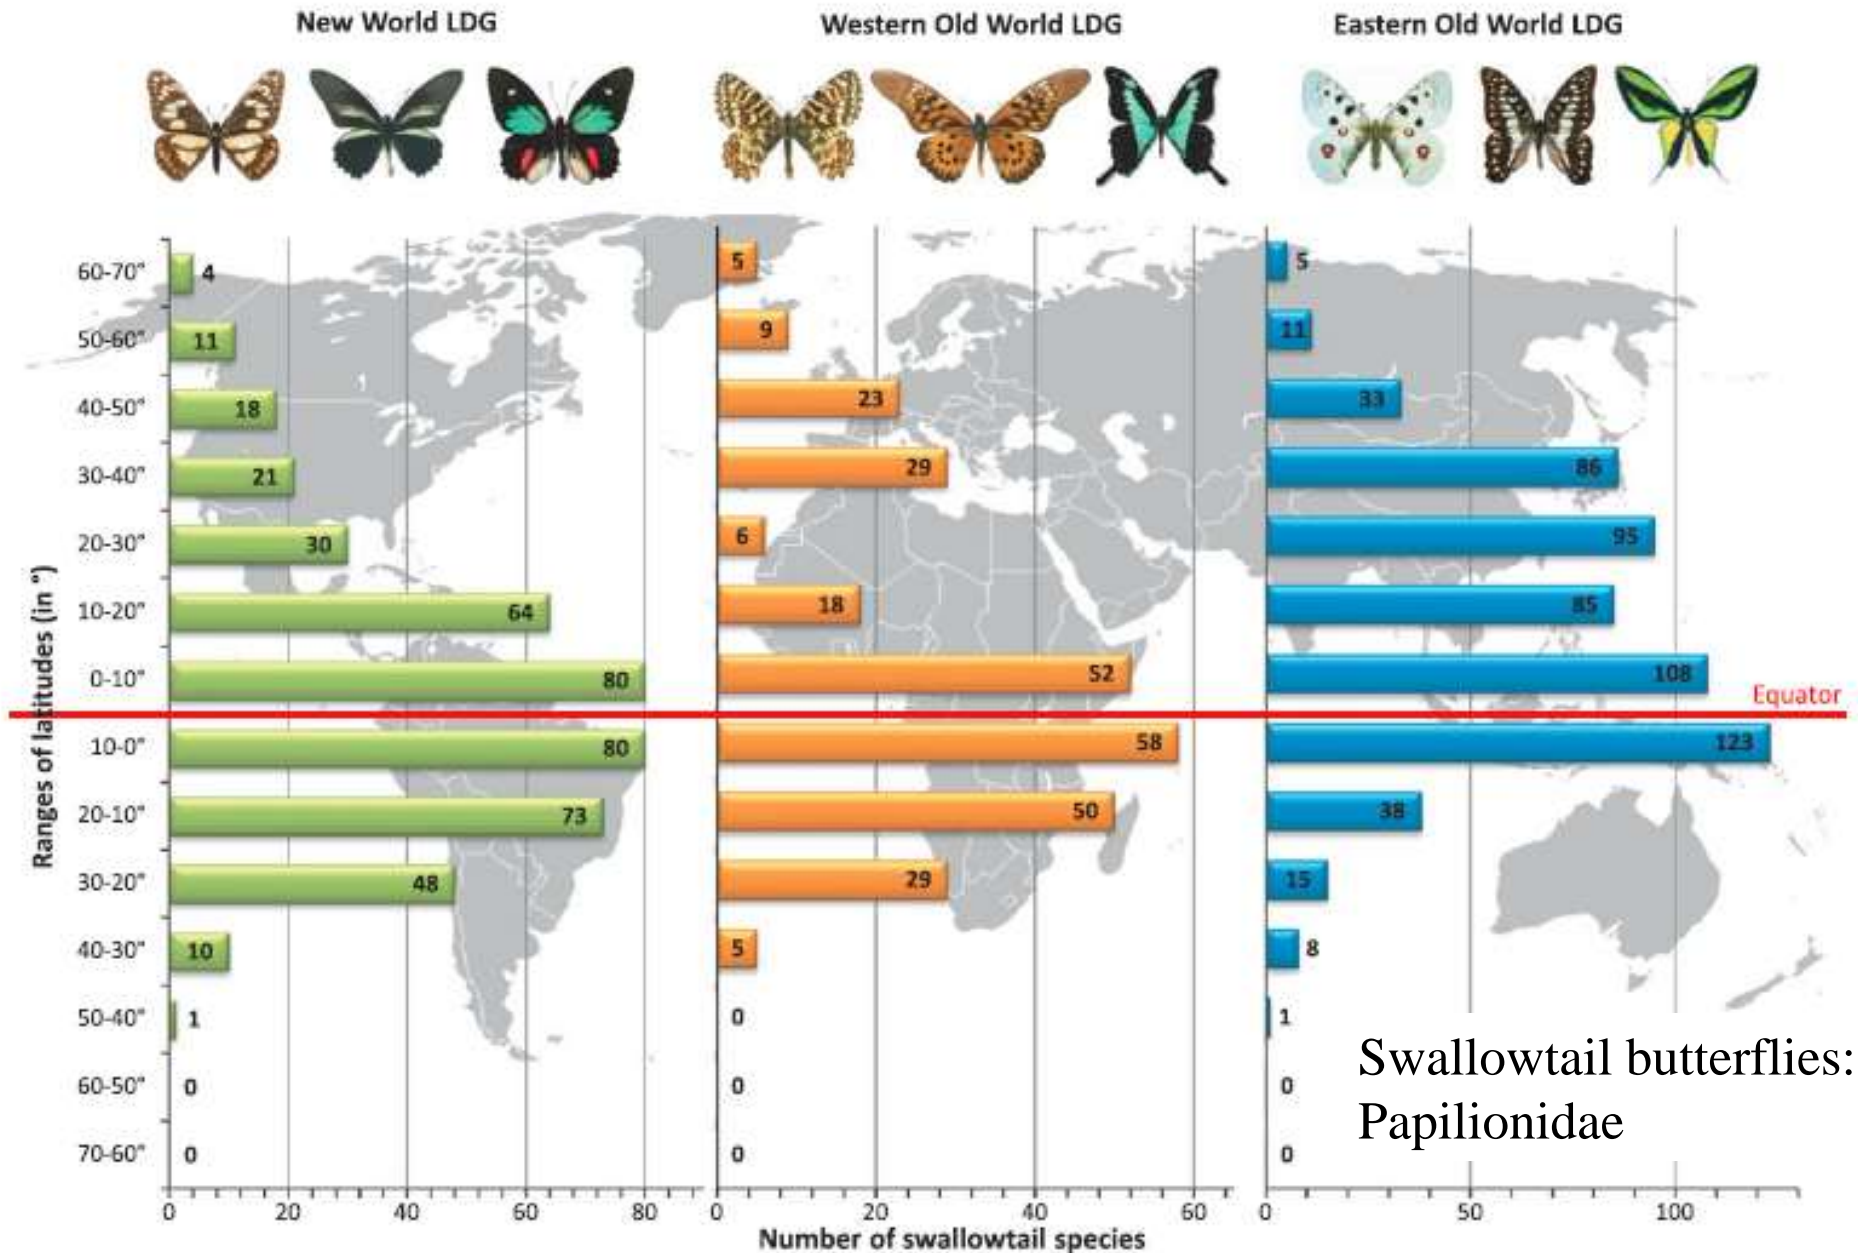 New World LDG
Western Old World LDG
Eastern Old World LDG
60-70° 4 5 5
50-60° 11 9 11
40-50° 18 23 33
30-40° 21 29 86
20-30° 30 6 95
10-20° 64 18 85
0-10° 80 52 108
Equator
10-0° 80 58 123
20-10° 73 50 38
30-20° 48 29 15
40-30° 10 5 8
50-40° 1 0 1
60-50° 0 0 0
70-60° 0 0 0
Ranges of latitudes (in °)
Swallowtail butterflies:
Papilionidae
0 20 40 60 80 0 20 40 60 0 50 100
Number of swallowtail species